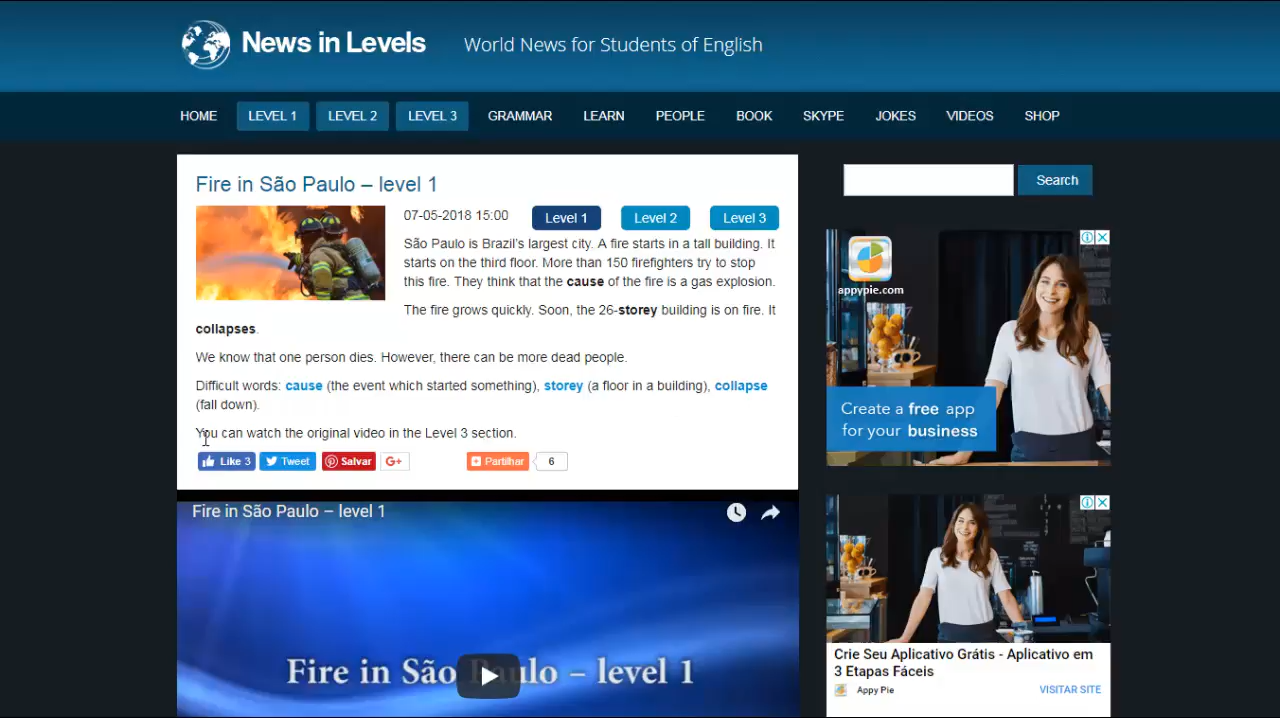 News in Levels
World News for Students of English
HOME LEVEL 1 LEVEL 2 LEVEL 3 GRAMMAR LEARN PEOPLE BOOK SKYPE JOKES VIDEOS SHOP
Fire in São Paulo – level 1
07-05-2018 15:00 Level 1 Level 2 Level 3
São Paulo is Brazil's largest city. A fire starts in a tall building. It
starts on the third floor. More than 150 firefighters try to stop
this fire. They think that the cause of the fire is a gas explosion.
The fire grows quickly. Soon, the 26-storey building is on fire. It
collapses.
We know that one person dies. However, there can be more dead people.
Difficult words: cause (the event which started something), storey (a floor in a building), collapse
(fall down).
You can watch the original video in the Level 3 section.
Like 3 Tweet Salvar G+ Partilhar 6
Fire in São Paulo – level 1
Fire in São Paulo – level 1
Search
appypie.com
Create a free app
for your business
Crie Seu Aplicativo Grátis - Aplicativo em
3 Etapas Fáceis
Appy Pie VISITAR SITE